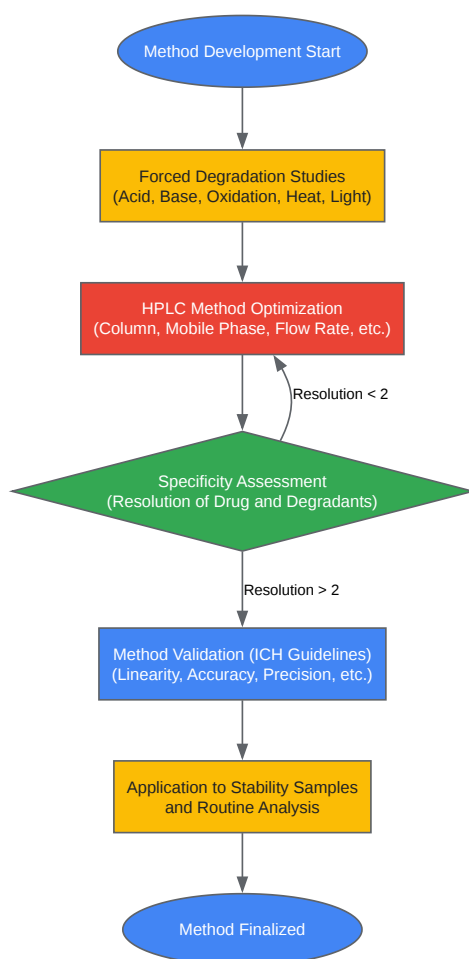 Method Development Start
Forced Degradation Studies
(Acid, Base, Oxidation, Heat, Light)
HPLC Method Optimization
(Column, Mobile Phase, Flow Rate, etc.)
Resolution < 2
Specificity Assessment
(Resolution of Drug and Degradants)
Resolution > 2
Method Validation (ICH Guidelines)
(Linearity, Accuracy, Precision, etc.)
Application to Stability Samples
and Routine Analysis
Method Finalized